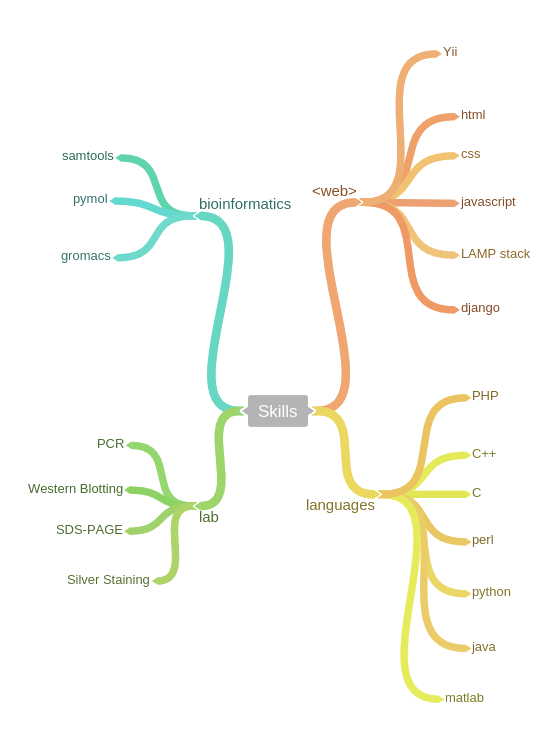 Skills
bioinformatics
samtools
pymol
gromacs
<web>
Yii
html
css
javascript
LAMP stack
django
lab
PCR
Western Blotting
SDS-PAGE
Silver Staining
languages
PHP
C++
C
perl
python
java
matlab